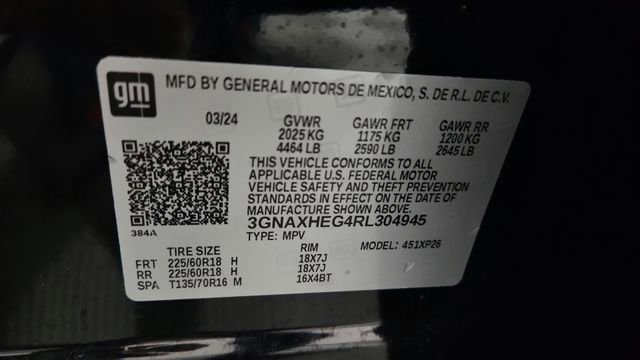 gm
MFD BY GENERAL MOTORS DE MEXICO, S. DE R.L. DE C.V.
03/24 GVWR GAWR FRT GAWR RR
2025 KG 1175 KG 1200 KG
4464 LB 2590 LB 2645 LB
THIS VEHICLE CONFORMS TO ALL
APPLICABLE U.S. FEDERAL MOTOR
VEHICLE SAFETY AND THEFT PREVENTION
STANDARDS IN EFFECT ON THE DATE OF
MANUFACTURE SHOWN ABOVE.
384A 3GNAXHEG4RL304945
TYPE: MPV MODEL: 451XP26
TIRE SIZE RIM
FRT 225/60R18 H 18X7J
RR 225/60R18 H 18X7J
SPA T135/70R16 M 16X4BT